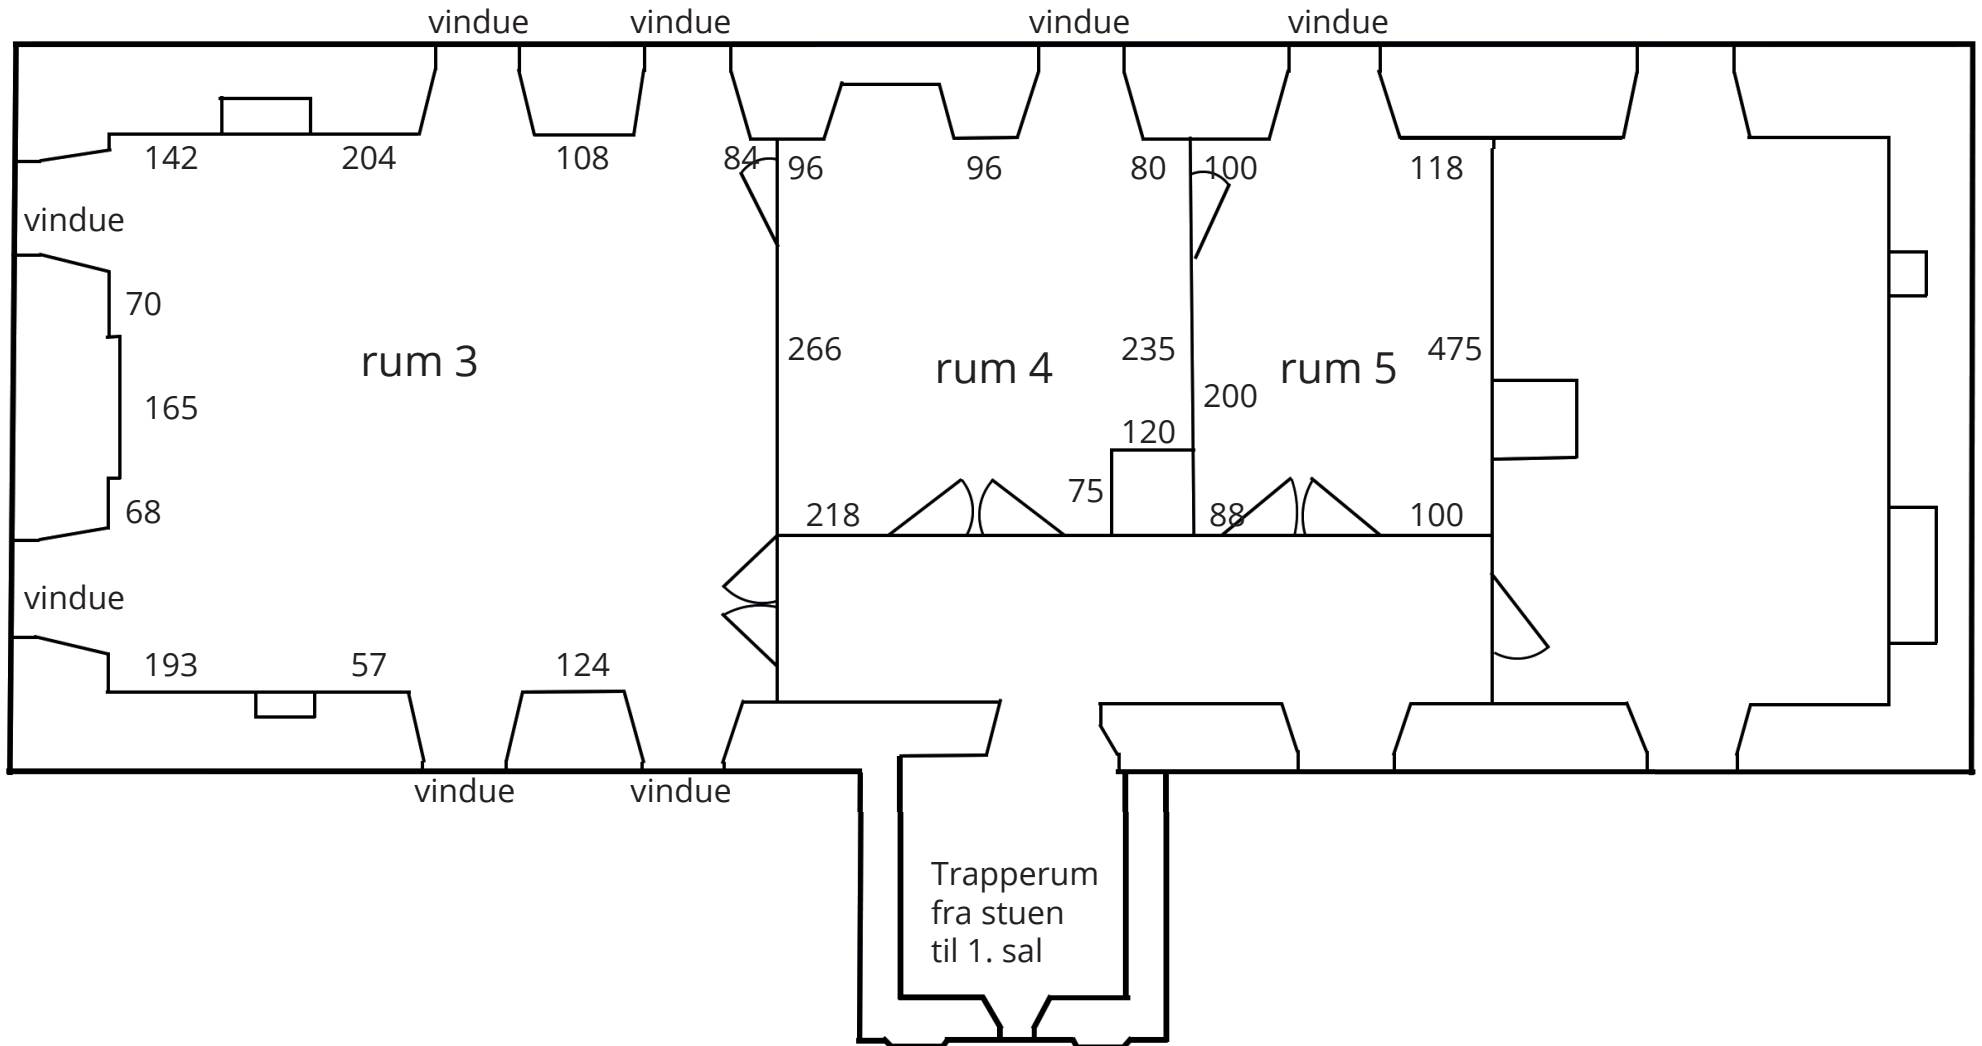 vindue vindue vindue vindue
142 204 108 84 96 96 80 100 118
vindue
70
rum 3 266 rum 4 235 rum 5 475
165 200
120
75
68 218 88 100
vindue
193 57 124
vindue vindue
Trapperum
fra stuen
til 1. sal